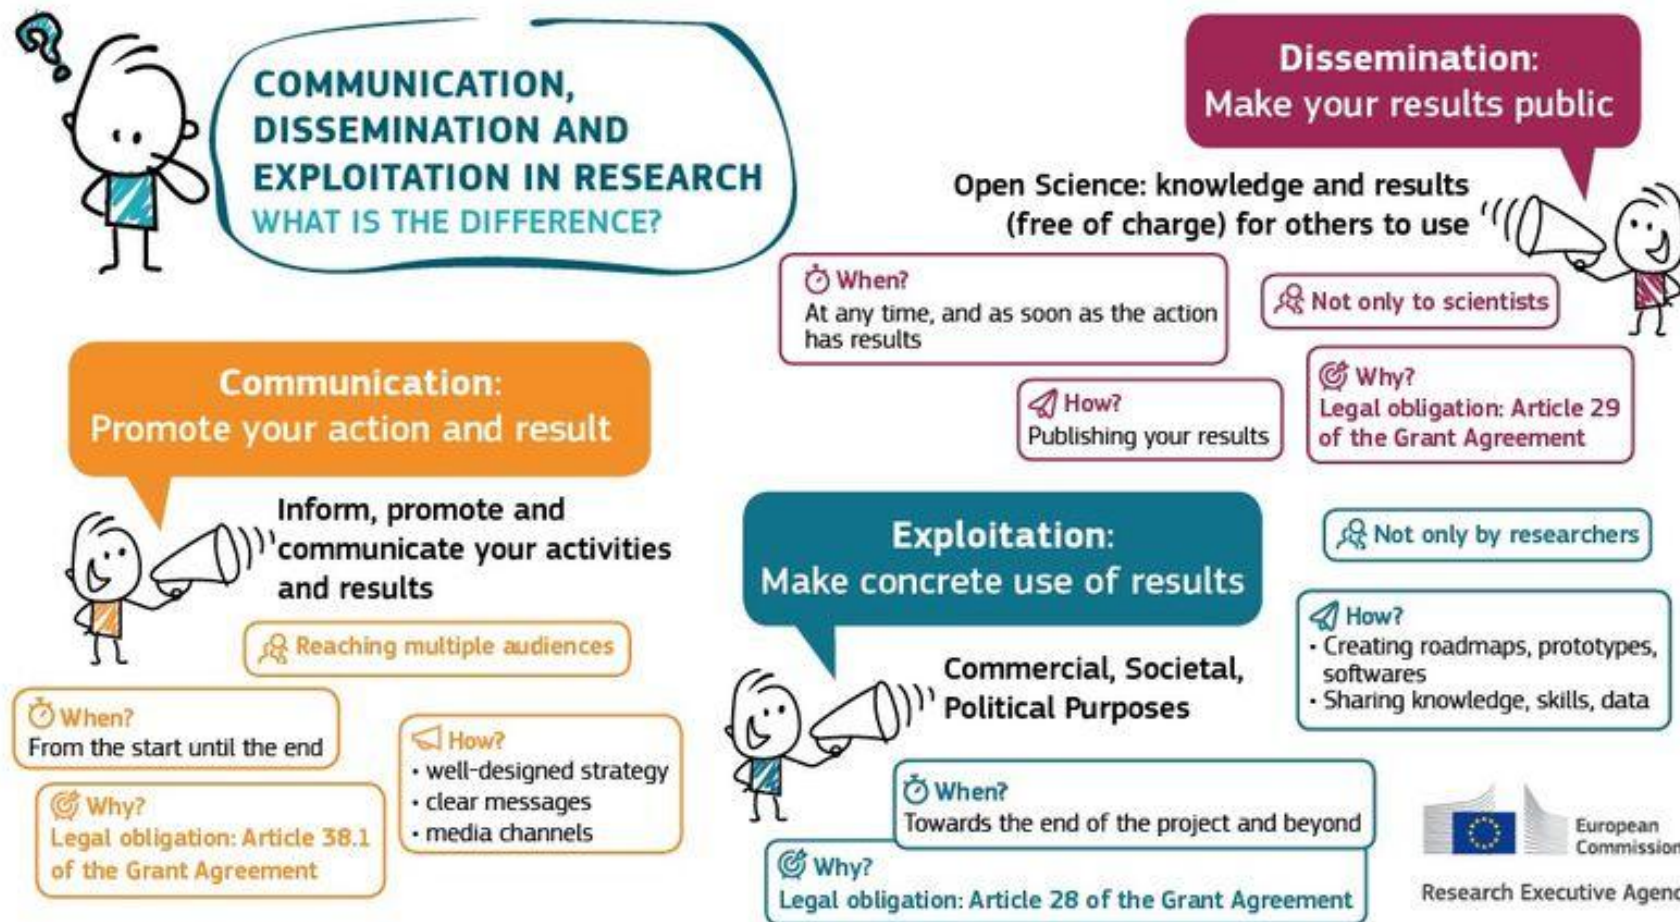 COMMUNICATION,
DISSEMINATION AND
EXPLOITATION IN RESEARCH
WHAT IS THE DIFFERENCE?
Dissemination:
Make your results public
Open Science: knowledge and results
(free of charge) for others to use
When?
At any time, and as soon as the action
has results
Not only to scientists
How?
Publishing your results
Why?
Legal obligation: Article 29
of the Grant Agreement
Communication:
Promote your action and result
Inform, promote and
communicate your activities
and results
Reaching multiple audiences
When?
From the start until the end
How?
• well-designed strategy
• clear messages
• media channels
Why?
Legal obligation: Article 38.1
of the Grant Agreement
Exploitation:
Make concrete use of results
Commercial, Societal,
Political Purposes
Not only by researchers
How?
• Creating roadmaps, prototypes,
softwares
• Sharing knowledge, skills, data
When?
Towards the end of the project and beyond
Why?
Legal obligation: Article 28 of the Grant Agreement
European
Commission
Research Executive Agenc